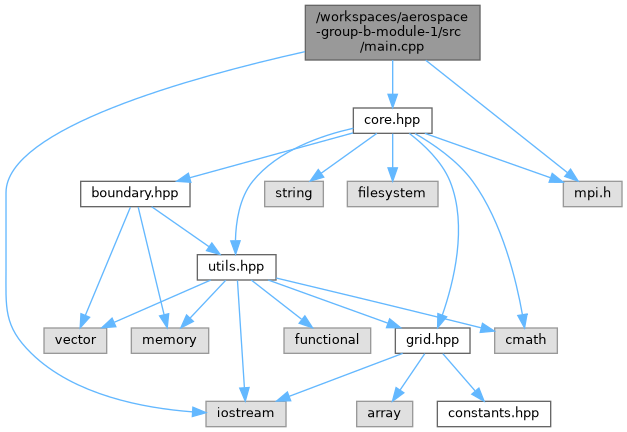 /workspaces/aerospace
-group-b-module-1/src
/main.cpp
core.hpp
boundary.hpp
string
filesystem
mpi.h
utils.hpp
vector
memory
functional
grid.hpp
cmath
iostream
array
constants.hpp